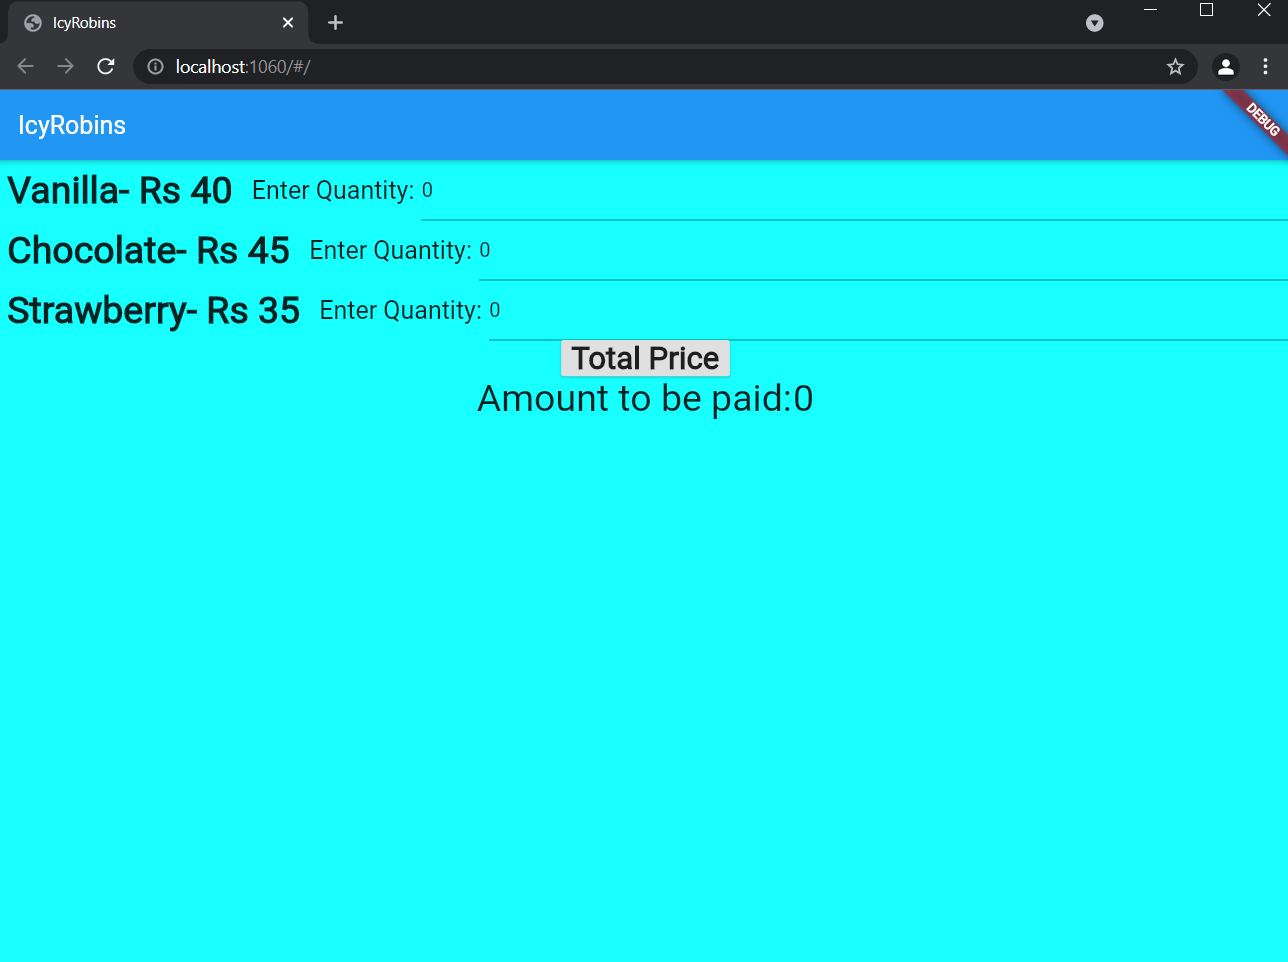 IcyRobins
localhost:1060/#/
IcyRobins
DEBUG
Vanilla- Rs 40 Enter Quantity: 0
Chocolate- Rs 45 Enter Quantity: 0
Strawberry- Rs 35 Enter Quantity: 0
Total Price
Amount to be paid:0